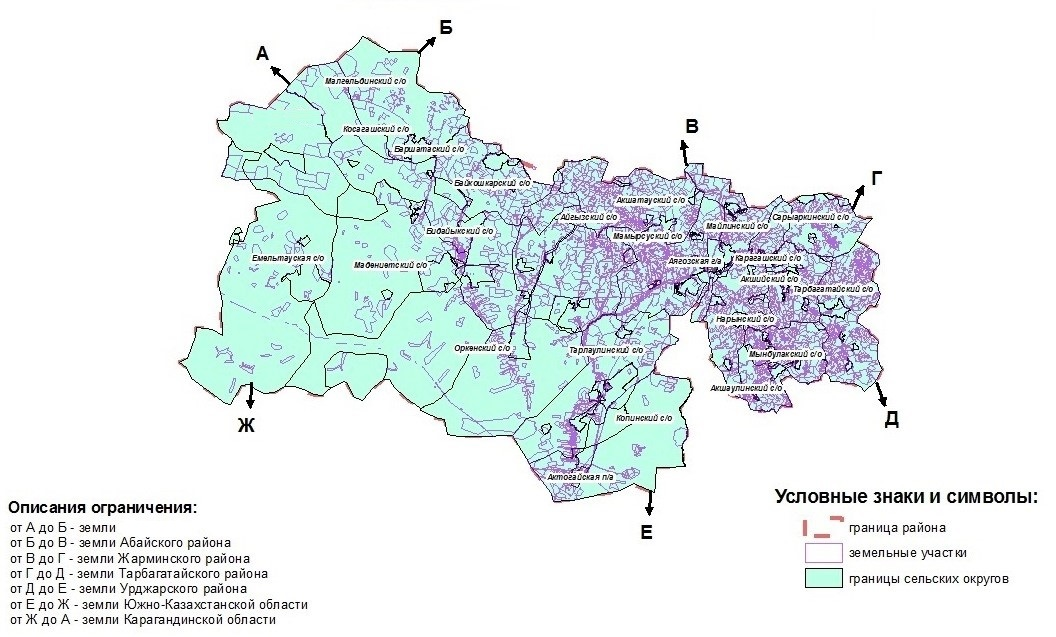 Б
А
Малгельдинский с/о
Косагашский с/о
Баршатаский с/о
В
Байкошкарский с/о
Г
Акшатауский с/о
Айгызский с/о
Сарыаркинский с/о
Майлинский с/о
Бидайыкский с/о
Мамырсуский с/о
Емельтауская с/о
Мадениетский с/о
Аягозская г/а
Карагашский с/о
Акшийский с/о
Тарбагатайский с/о
Нарынский с/о
Оркенский с/о
Тарлаулинский с/о
Мынбулакский с/о
Акшаулинский с/о
Ж
Копинский с/о
Д
Актогайская п/а
Е
Описания ограничения:
от А до Б - земли
от Б до В - земли Абайского района
от В до Г - земли Жарминского района
от Г до Д - земли Тарбагатайского района
от Д до Е - земли Урджарского района
от Е до Ж - земли Южно-Казахстанской области
от Ж до А - земли Карагандинской области
Условные знаки и символы:
граница района
земельные участки
границы сельских округов